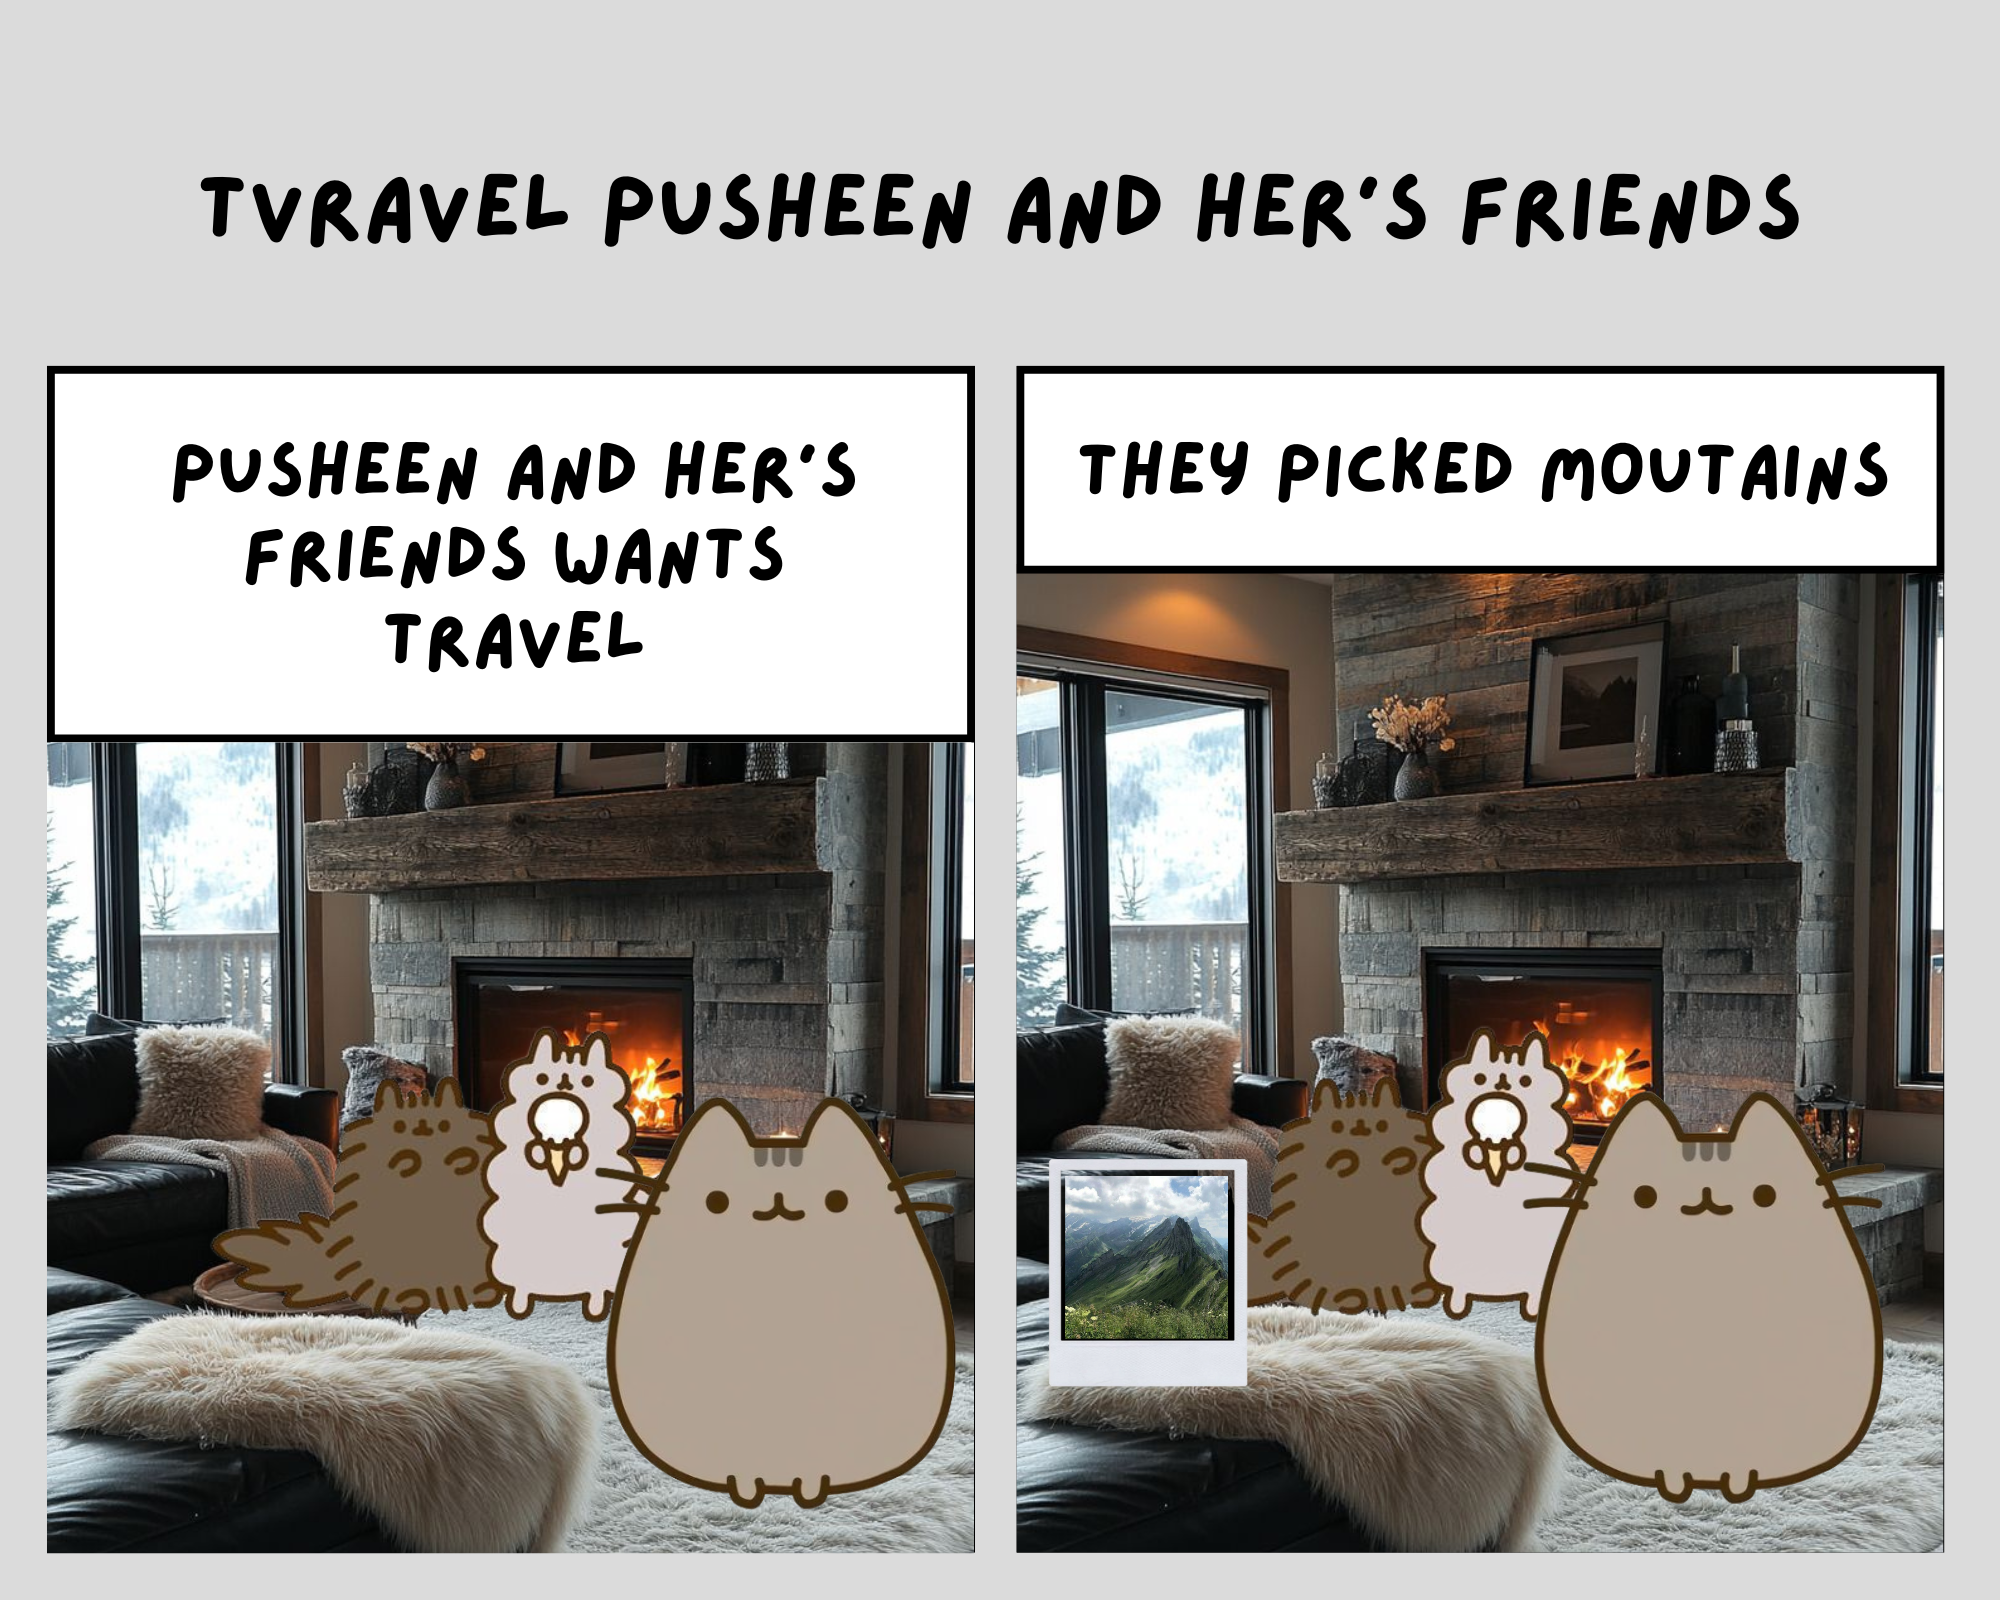 TVRAVEL PUSHEEN AND HER'S FRIENDS
PUSHEEN AND HER'S
FRIENDS WANTS
TRAVEL
THEY PICKED MOUTAINS